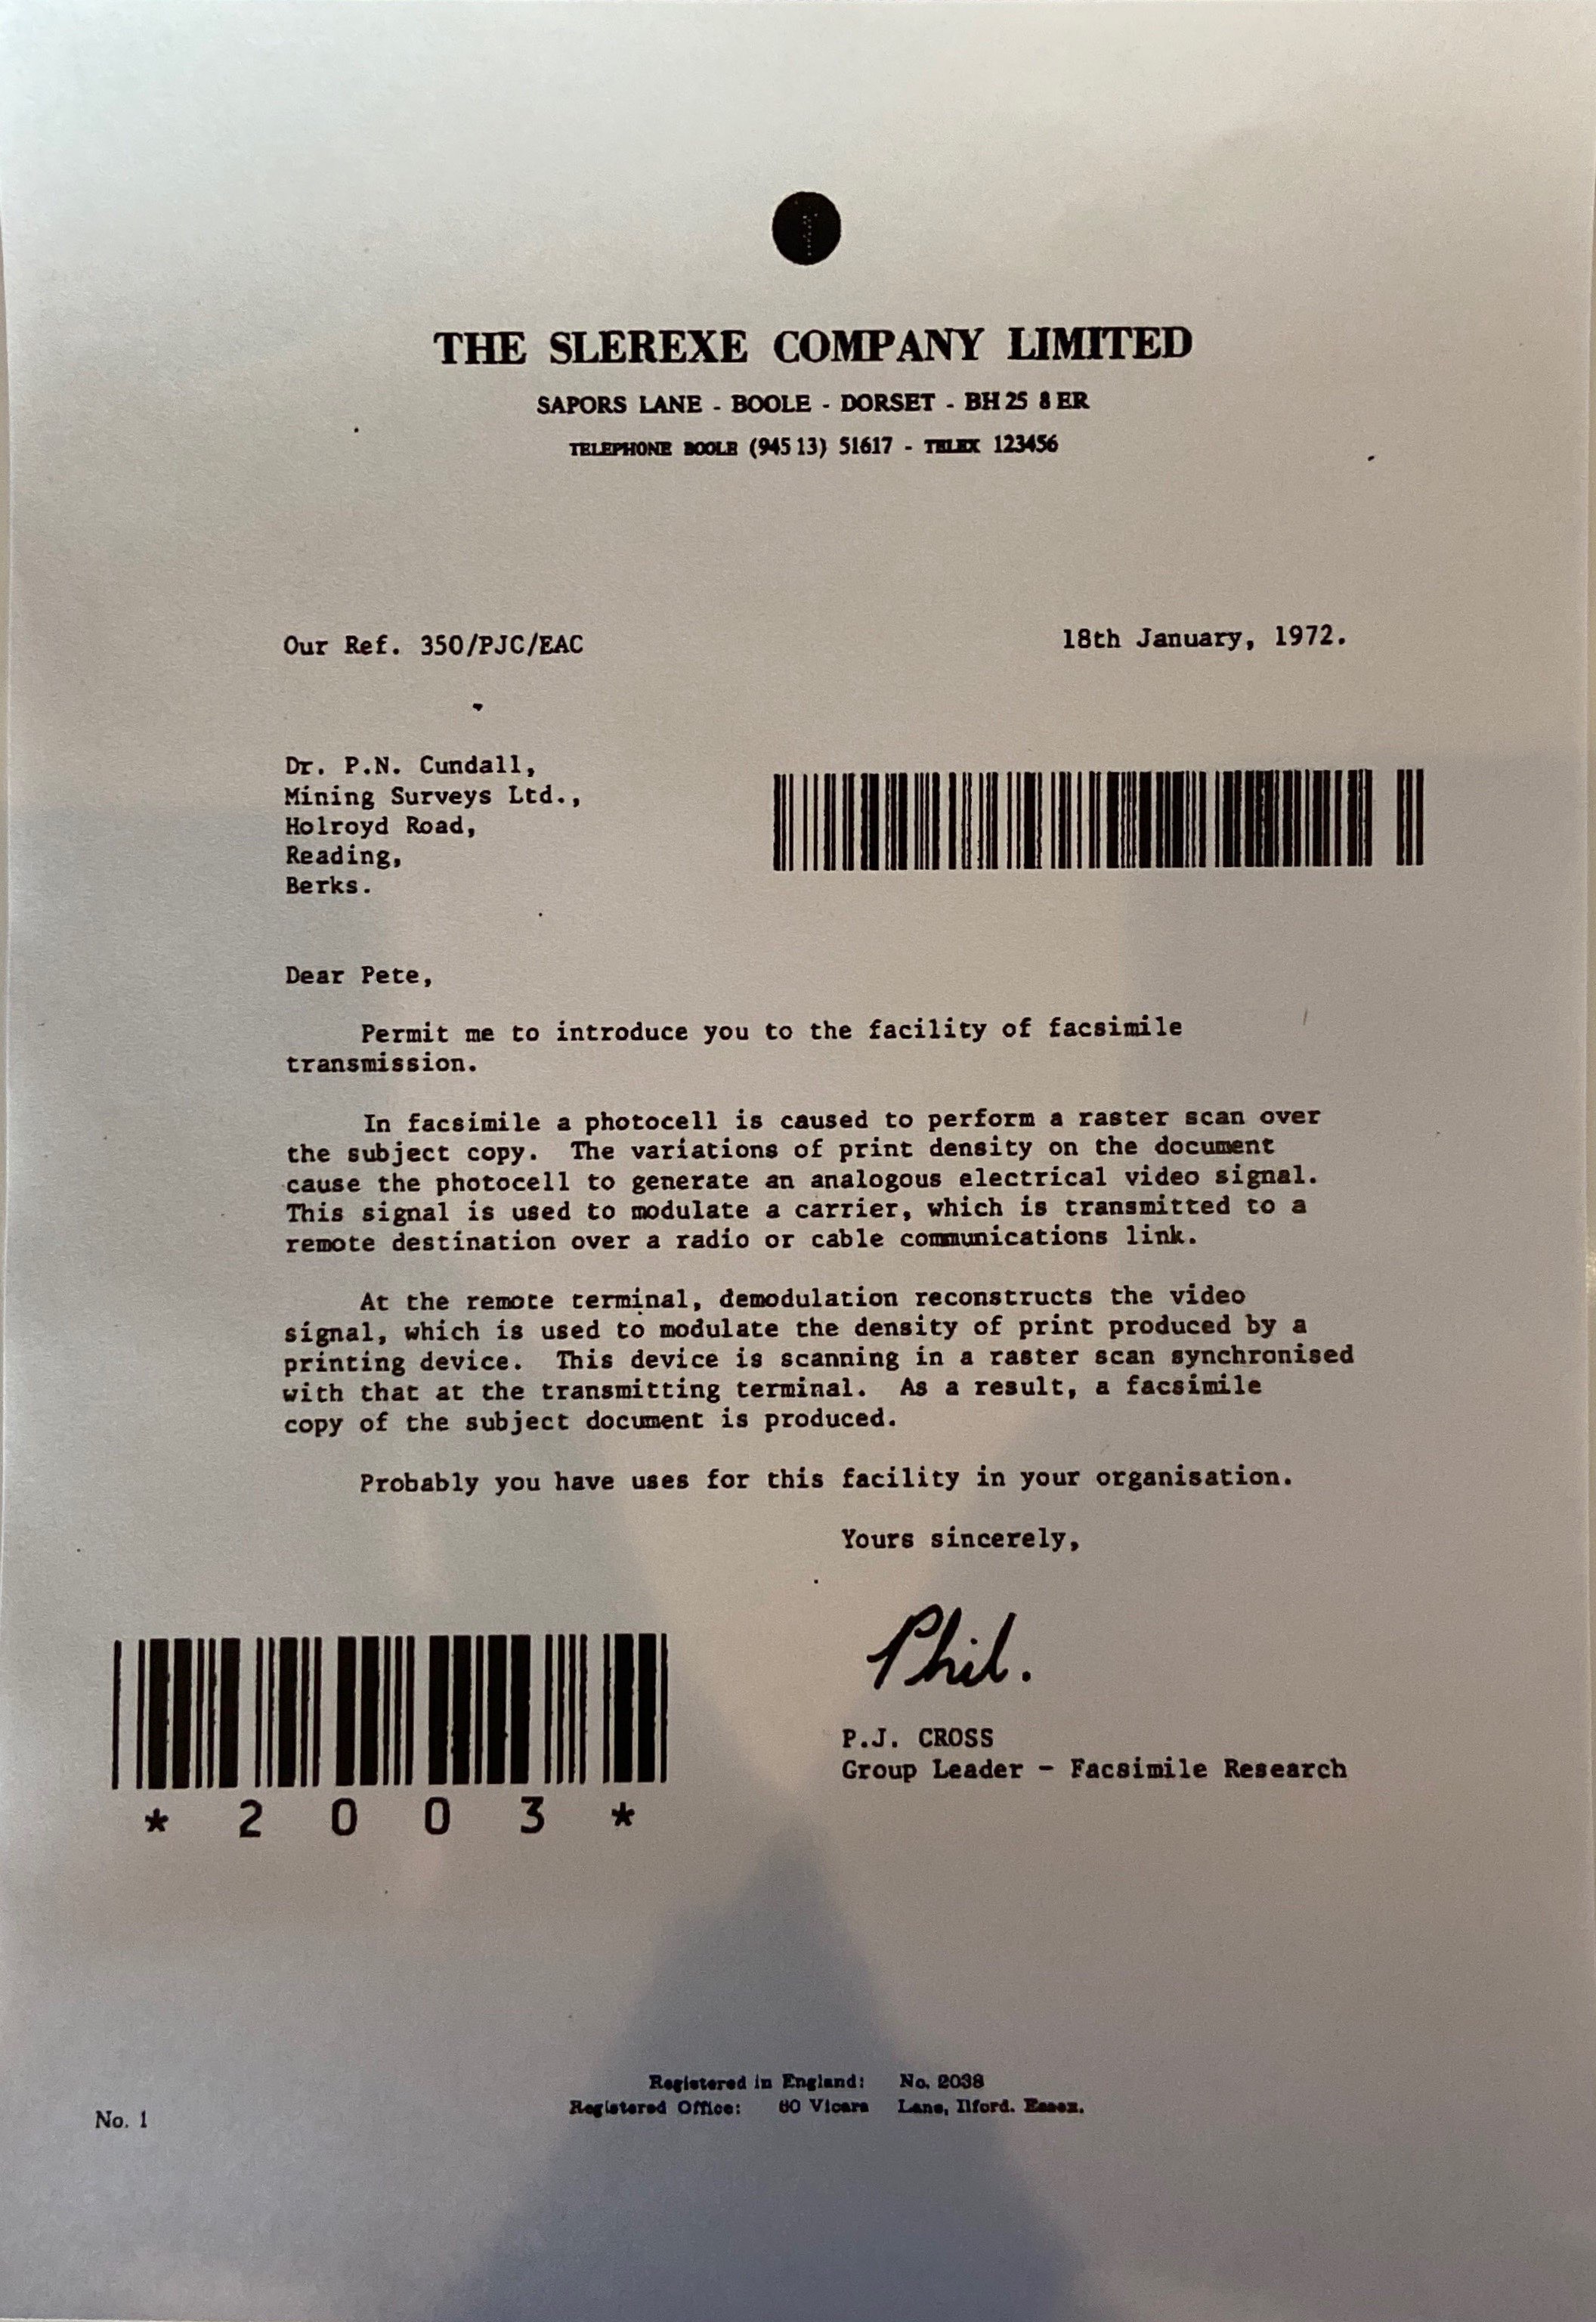 THE SLEREXE COMPANY LIMITED
SAPORS LANE - BOOLE - DORSET - BH 25 8 ER
TELEPHONE BOOLE (945 13) 51617 - TELEX 123456
Our Ref. 350/PJC/EAC
18th January, 1972.
Dr. P.N. Cundall,
Mining Surveys Ltd.,
Holroyd Road,
Reading,
Berks.
Dear Pete,
Permit me to introduce you to the facility of facsimile
transmission.
In facsimile a photocell is caused to perform a raster scan over
the subject copy. The variations of print density on the document
cause the photocell to generate an analogous electrical video signal.
This signal is used to modulate a carrier, which is transmitted to a
remote destination over a radio or cable communications link.
At the remote terminal, demodulation reconstructs the video
signal, which is used to modulate the density of print produced by a
printing device. This device is scanning in a raster scan synchronised
with that at the transmitting terminal. As a result, a facsimile
copy of the subject document is produced.
Probably you have uses for this facility in your organisation.
Yours sincerely,
Phil.
P.J. CROSS
Group Leader - Facsimile Research
* 2 0 0 3 *
Registered in England: No. 2038
Registered Office: 60 Vicars Lane, Ilford. Essex.
No. 1